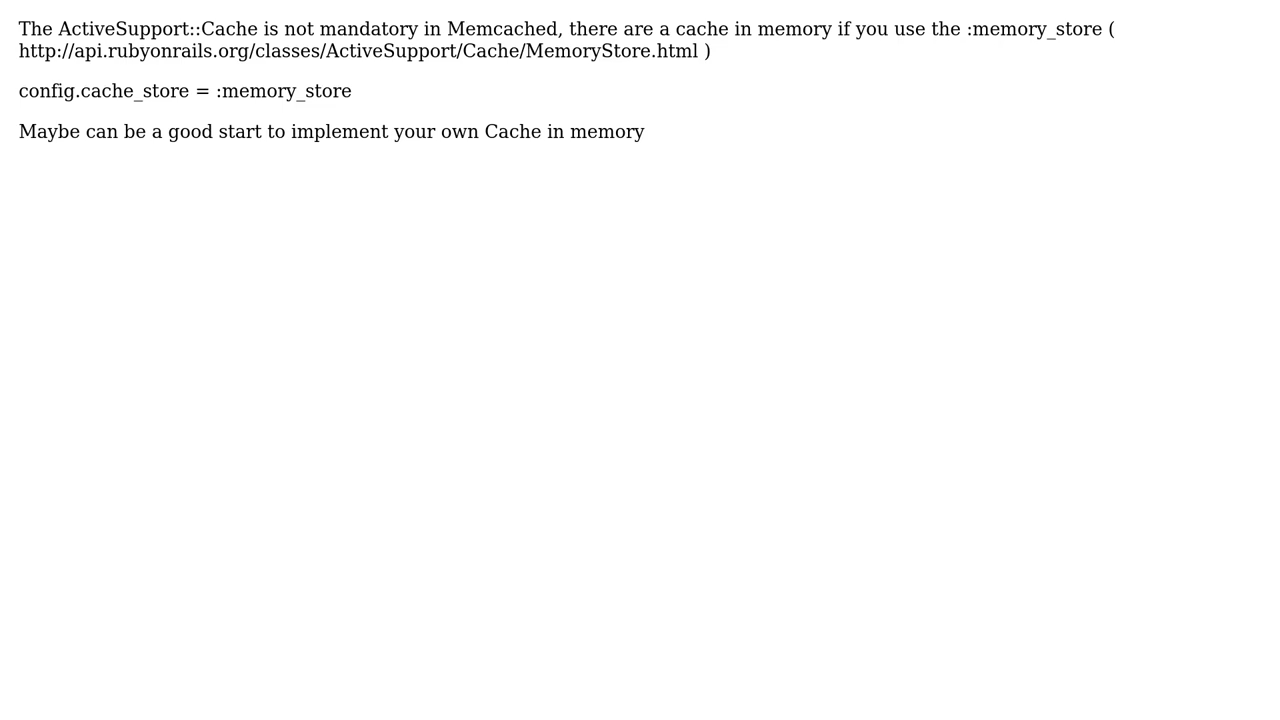 The ActiveSupport::Cache is not mandatory in Memcached, there are a cache in memory if you use the :memory_store (
http://api.rubyonrails.org/classes/ActiveSupport/Cache/MemoryStore.html )
config.cache_store = :memory_store
Maybe can be a good start to implement your own Cache in memory